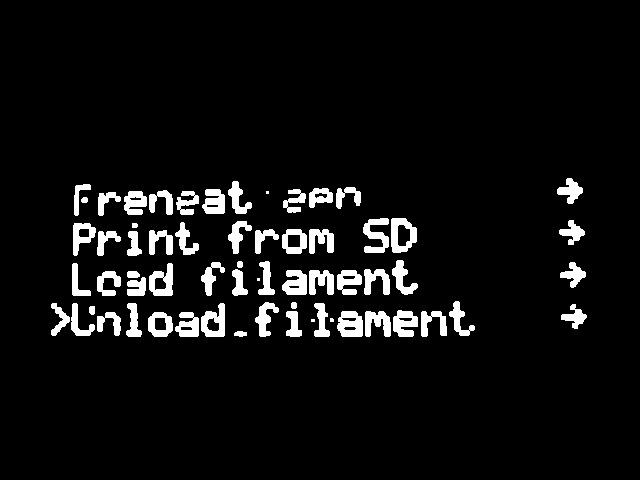 Print from SD →
Load filament →
>Unload filament →